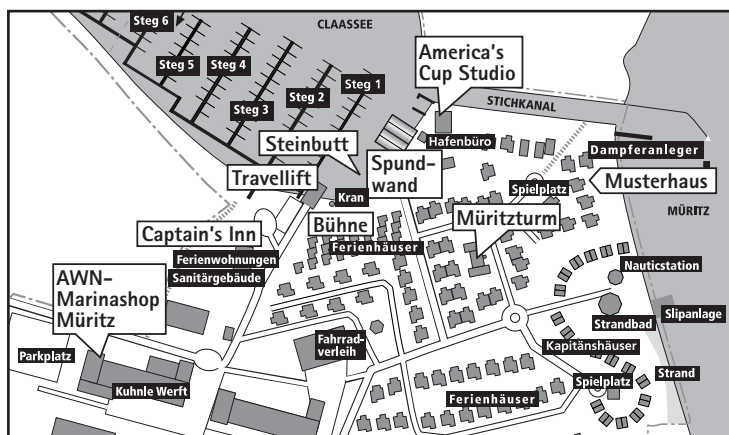 CLAASSEE
Steg 6
Steg 5
Steg 4
Steg 3
Steg 2
Steg 1
America's
Cup Studio
STICHKANAL
Steinbutt
Hafenbüro
Dampferanleger
Travellift
Spund-
wand
Kran
Spielplatz
Musterhaus
MÜRITZ
Captain's Inn
Bühne
Müritzturm
Ferienhäuser
Ferienwohnungen
Sanitärgebäude
Nauticstation
AWN-
Marinashop
Müritz
Slipanlage
Strandbad
Fahrrad-
verleih
Kapitänshäuser
Parkplatz
Strand
Spielplatz
Kuhnle Werft
Ferienhäuser